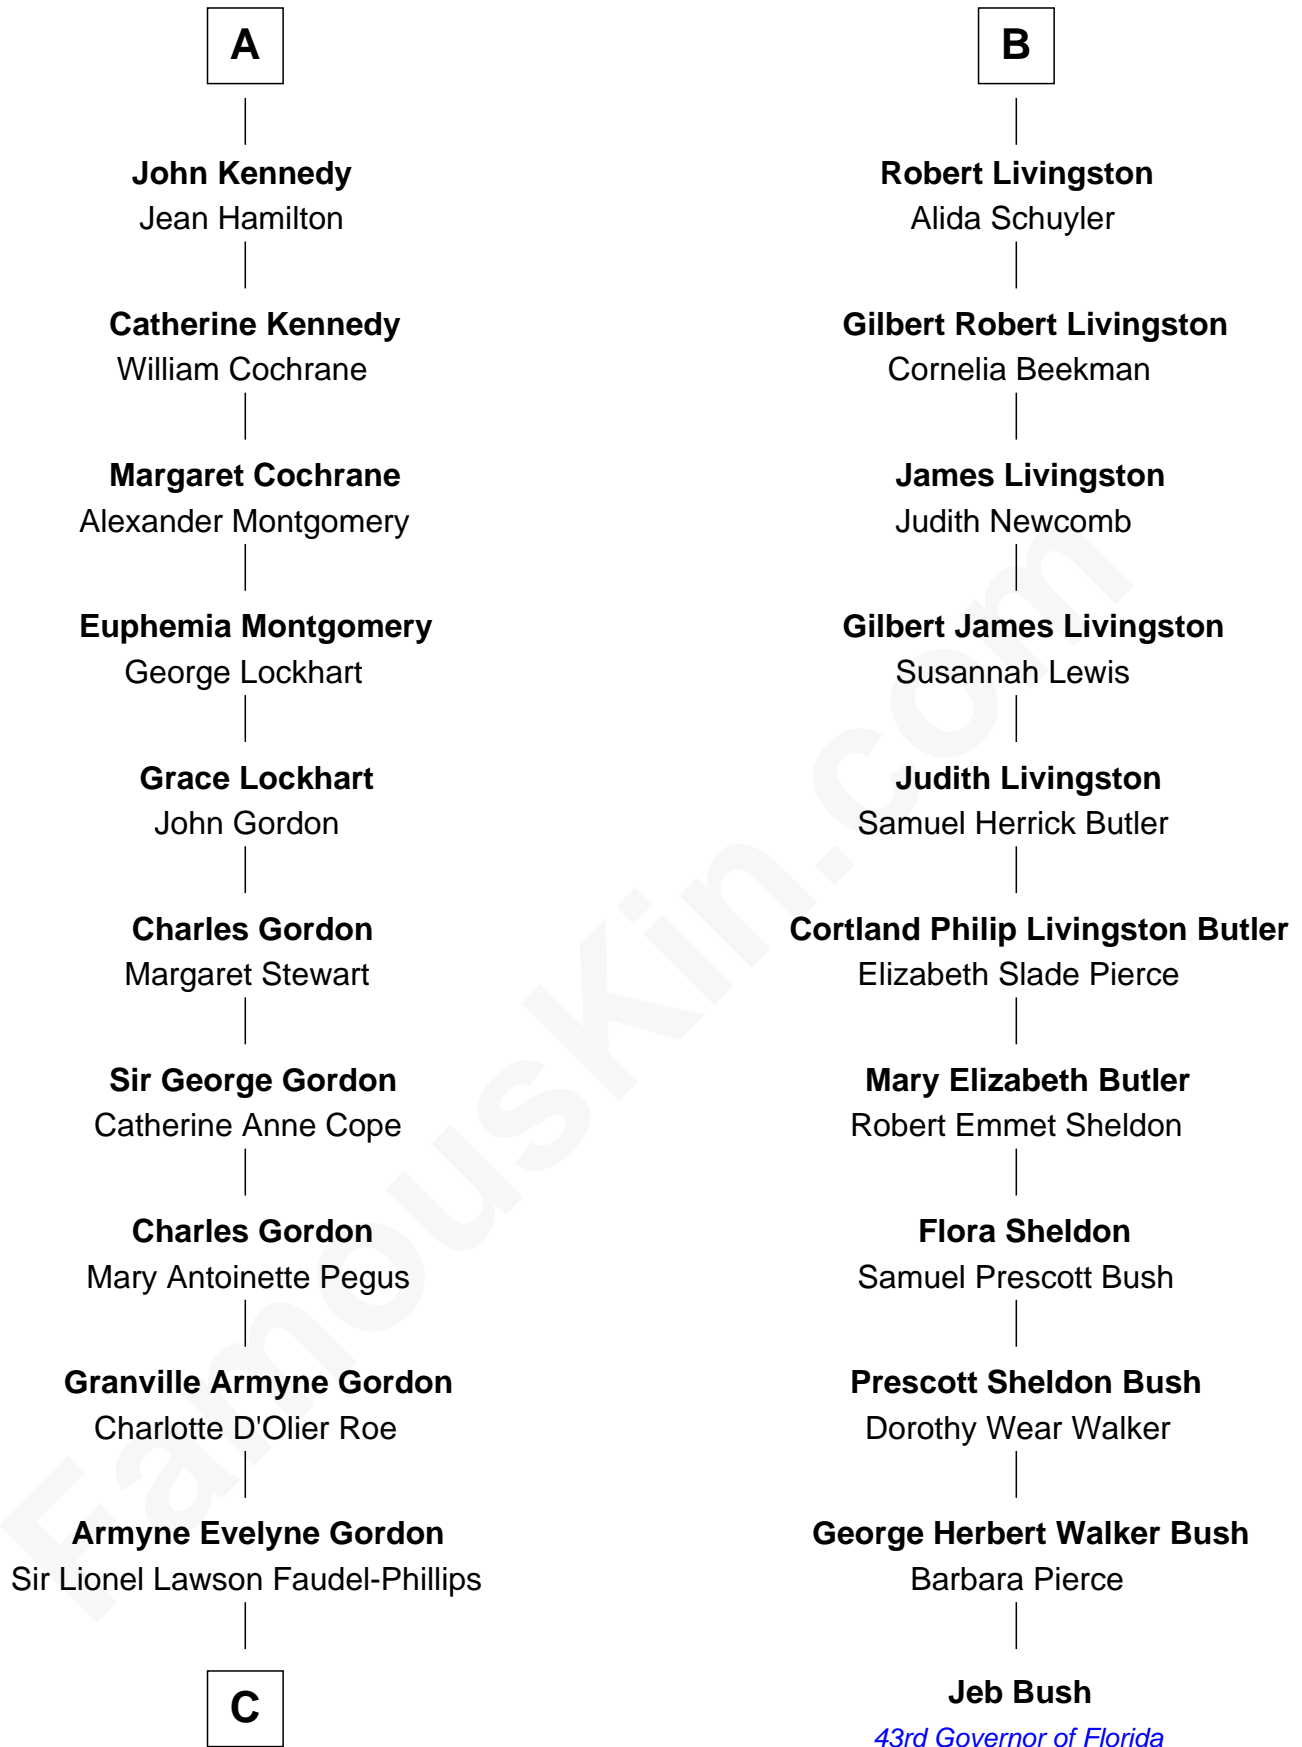 A
John Kennedy
Jean Hamilton
Catherine Kennedy
William Cochrane
Margaret Cochrane
Alexander Montgomery
Euphemia Montgomery
George Lockhart
Grace Lockhart
John Gordon
Charles Gordon
Margaret Stewart
Sir George Gordon
Catherine Anne Cope
Charles Gordon
Mary Antoinette Pegus
Granville Armyne Gordon
Charlotte D'Olier Roe
Armyne Evelyne Gordon
Sir Lionel Lawson Faudel-Phillips
C
B
Robert Livingston
Alida Schuyler
Gilbert Robert Livingston
Cornelia Beekman
James Livingston
Judith Newcomb
Gilbert James Livingston
Susannah Lewis
Judith Livingston
Samuel Herrick Butler
Cortland Philip Livingston Butler
Elizabeth Slade Pierce
Mary Elizabeth Butler
Robert Emmet Sheldon
Flora Sheldon
Samuel Prescott Bush
Prescott Sheldon Bush
Dorothy Wear Walker
George Herbert Walker Bush
Barbara Pierce
Jeb Bush
43rd Governor of Florida
FamousKin.com